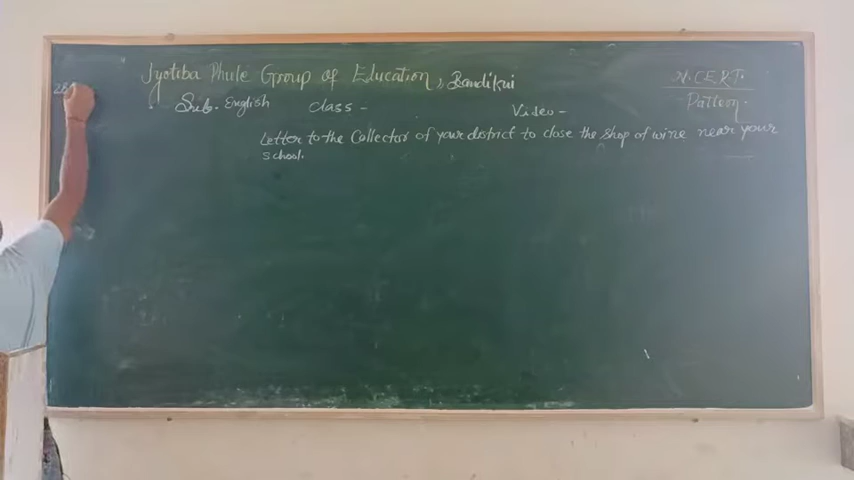 Jyotiba Phule Group of Education, Bandikui
N.C.E.R.T.
Pattern
Sub. English Class - Video -
Letter to the Collector of your district to close the shop of wine near your
school.
28